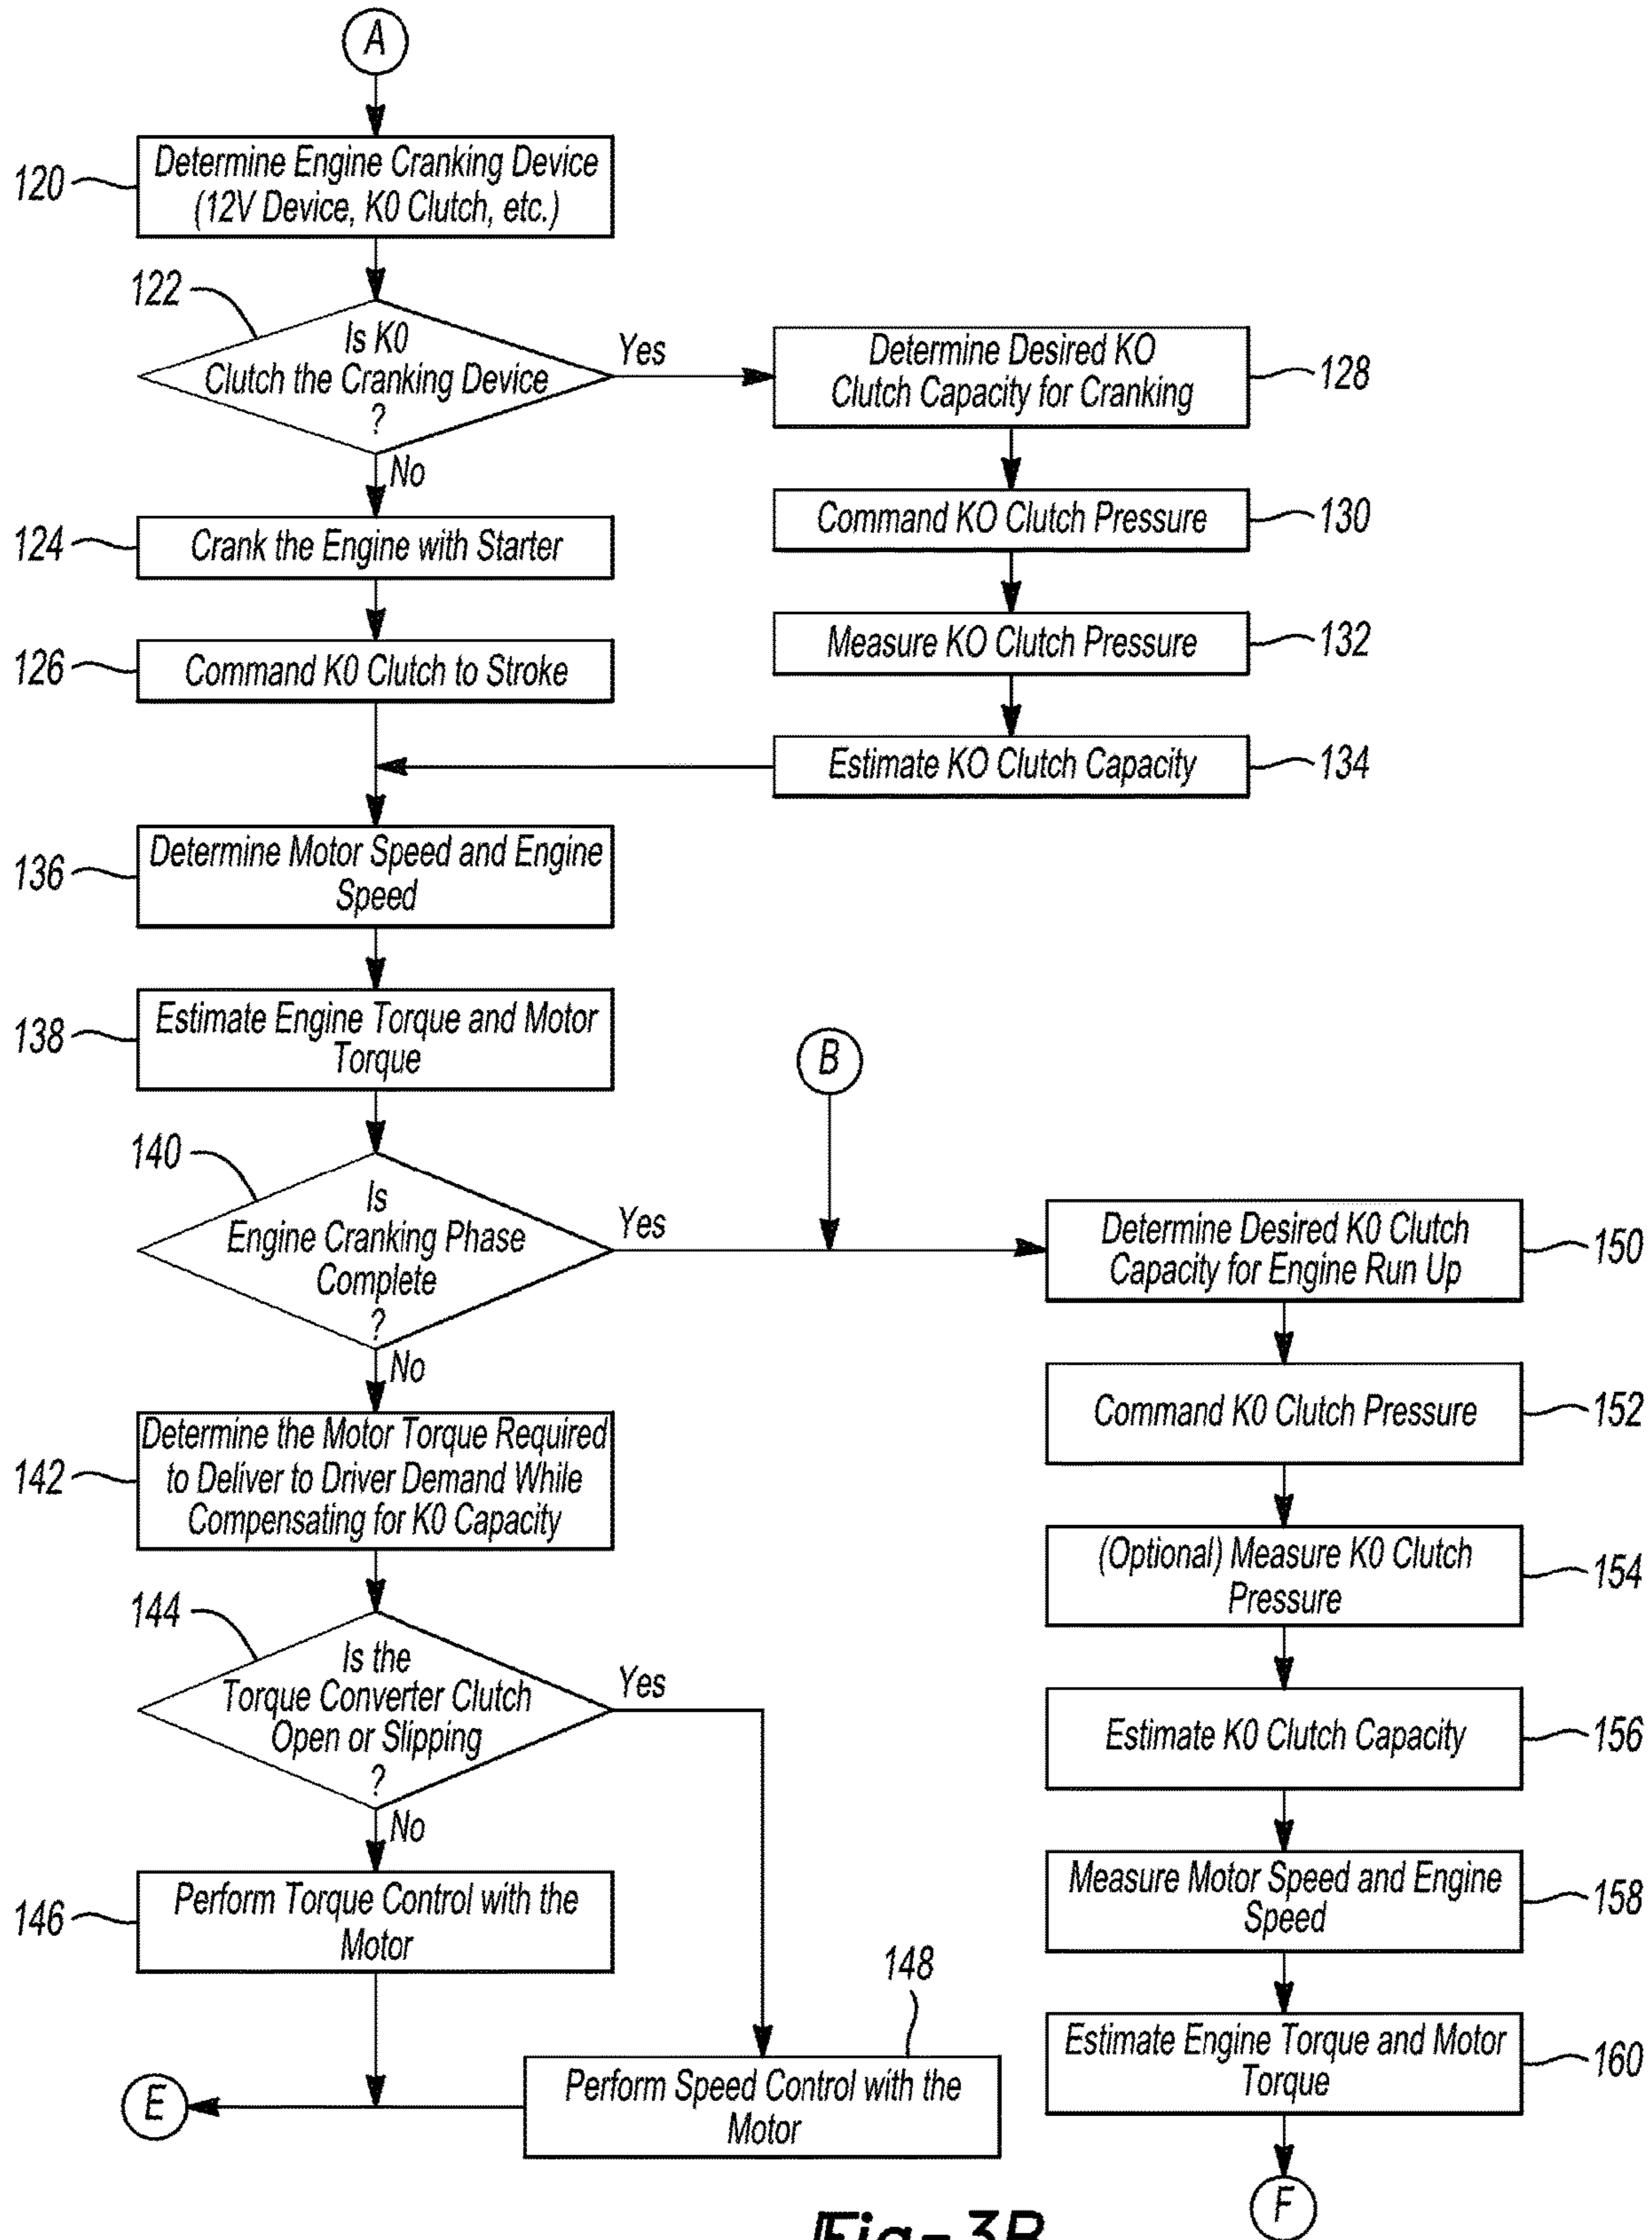 A
120
Determine Engine Cranking Device
(12V Device, K0 Clutch, etc.)
122
Is K0
Clutch the Cranking Device
?
Yes
No
Determine Desired KO
Clutch Capacity for Cranking
128
124
Crank the Engine with Starter
Command KO Clutch Pressure
130
126
Command K0 Clutch to Stroke
Measure KO Clutch Pressure
132
Estimate KO Clutch Capacity
134
136
Determine Motor Speed and Engine
Speed
138
Estimate Engine Torque and Motor
Torque
B
140
Is
Engine Cranking Phase
Complete
?
Yes
No
Determine Desired K0 Clutch
Capacity for Engine Run Up
150
142
Determine the Motor Torque Required
to Deliver to Driver Demand While
Compensating for K0 Capacity
Command K0 Clutch Pressure
152
144
Is the
Torque Converter Clutch
Open or Slipping
?
Yes
No
(Optional) Measure K0 Clutch
Pressure
154
Estimate K0 Clutch Capacity
156
146
Perform Torque Control with the
Motor
Measure Motor Speed and Engine
Speed
158
148
Perform Speed Control with the
Motor
E
Estimate Engine Torque and Motor
Torque
160
F
Fig-3B